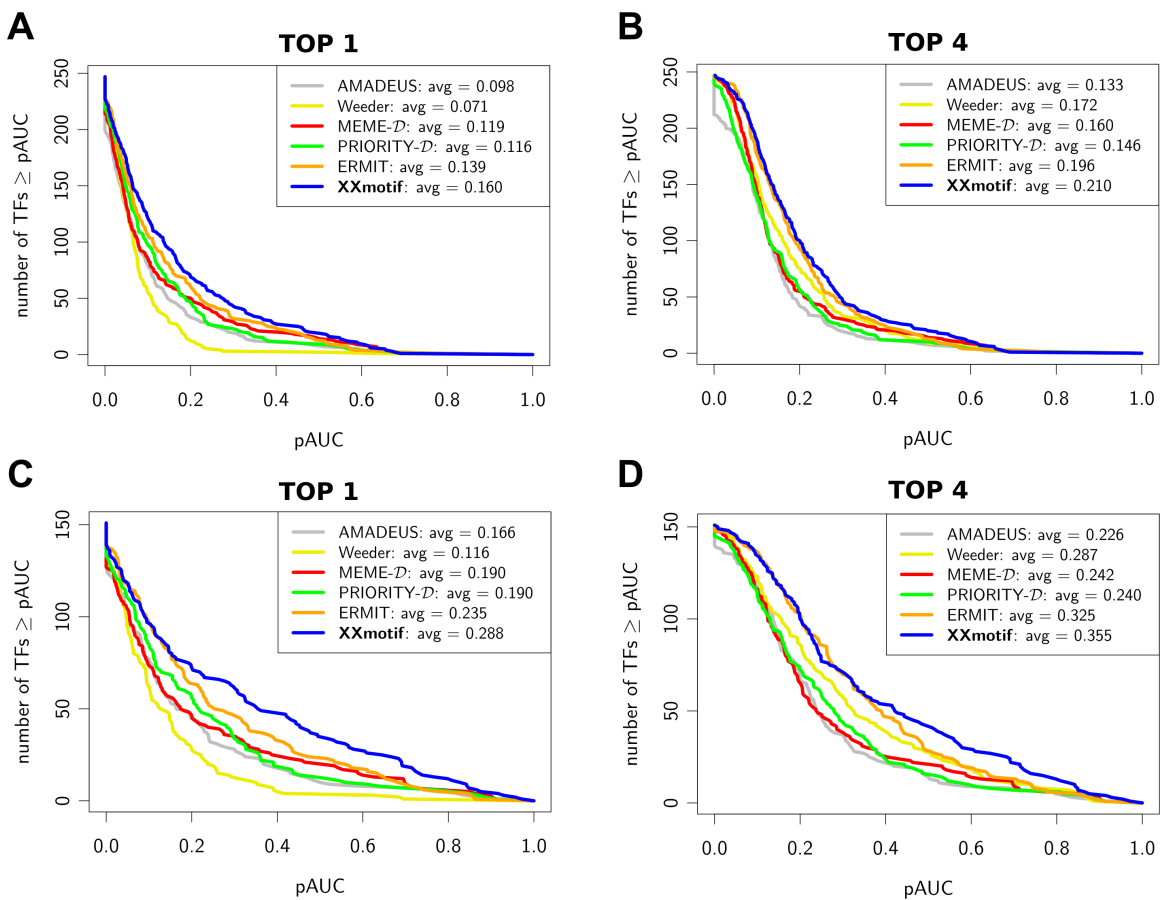 A
TOP 1
number of TFs ≥ pAUC
250
200
150
100
50
0
AMADEUS: avg = 0.098
Weeder: avg = 0.071
MEME-𝒟: avg = 0.119
PRIORITY-𝒟: avg = 0.116
ERMIT: avg = 0.139
XXmotif: avg = 0.160
0.0 0.2 0.4 0.6 0.8 1.0
pAUC
B
TOP 4
number of TFs ≥ pAUC
250
200
150
100
50
0
AMADEUS: avg = 0.133
Weeder: avg = 0.172
MEME-𝒟: avg = 0.160
PRIORITY-𝒟: avg = 0.146
ERMIT: avg = 0.196
XXmotif: avg = 0.210
0.0 0.2 0.4 0.6 0.8 1.0
pAUC
C
TOP 1
number of TFs ≥ pAUC
150
100
50
0
AMADEUS: avg = 0.166
Weeder: avg = 0.116
MEME-𝒟: avg = 0.190
PRIORITY-𝒟: avg = 0.190
ERMIT: avg = 0.235
XXmotif: avg = 0.288
0.0 0.2 0.4 0.6 0.8 1.0
pAUC
D
TOP 4
number of TFs ≥ pAUC
150
100
50
0
AMADEUS: avg = 0.226
Weeder: avg = 0.287
MEME-𝒟: avg = 0.242
PRIORITY-𝒟: avg = 0.240
ERMIT: avg = 0.325
XXmotif: avg = 0.355
0.0 0.2 0.4 0.6 0.8 1.0
pAUC